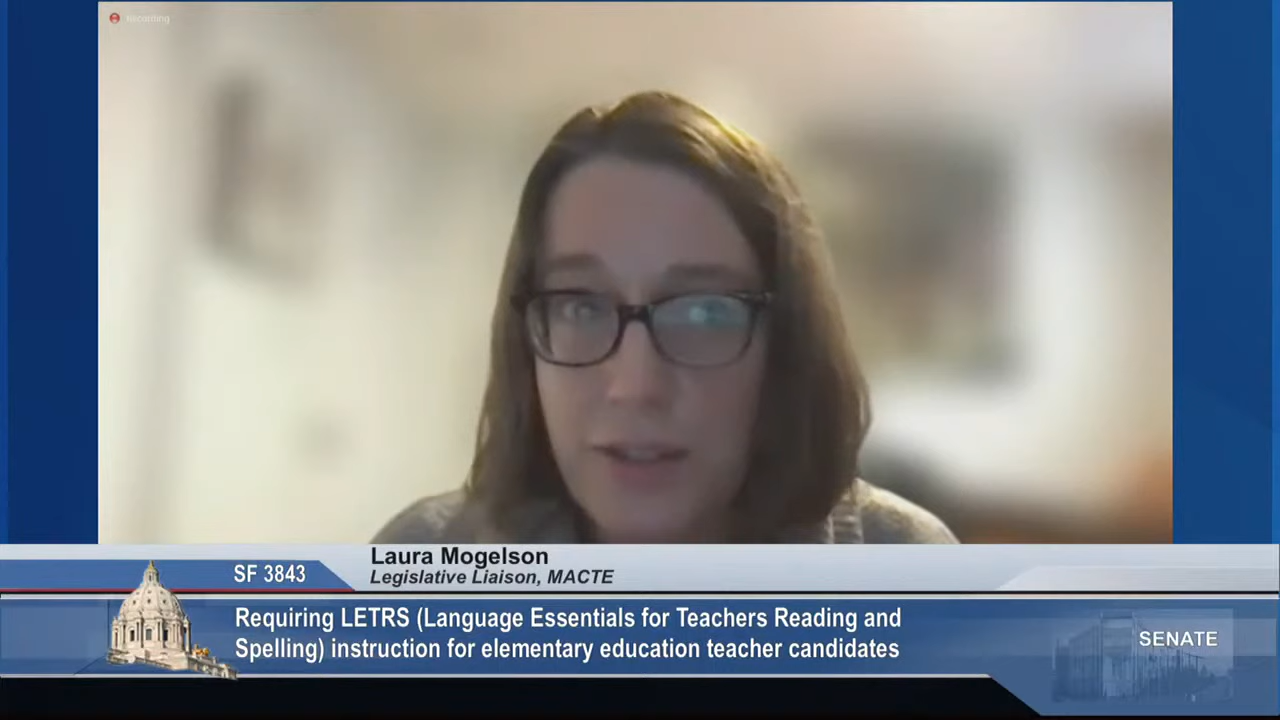 Recording
Laura Mogelson
Legislative Liaison, MACTE
SF 3843
Requiring LETRS (Language Essentials for Teachers Reading and
Spelling) instruction for elementary education teacher candidates
SENATE